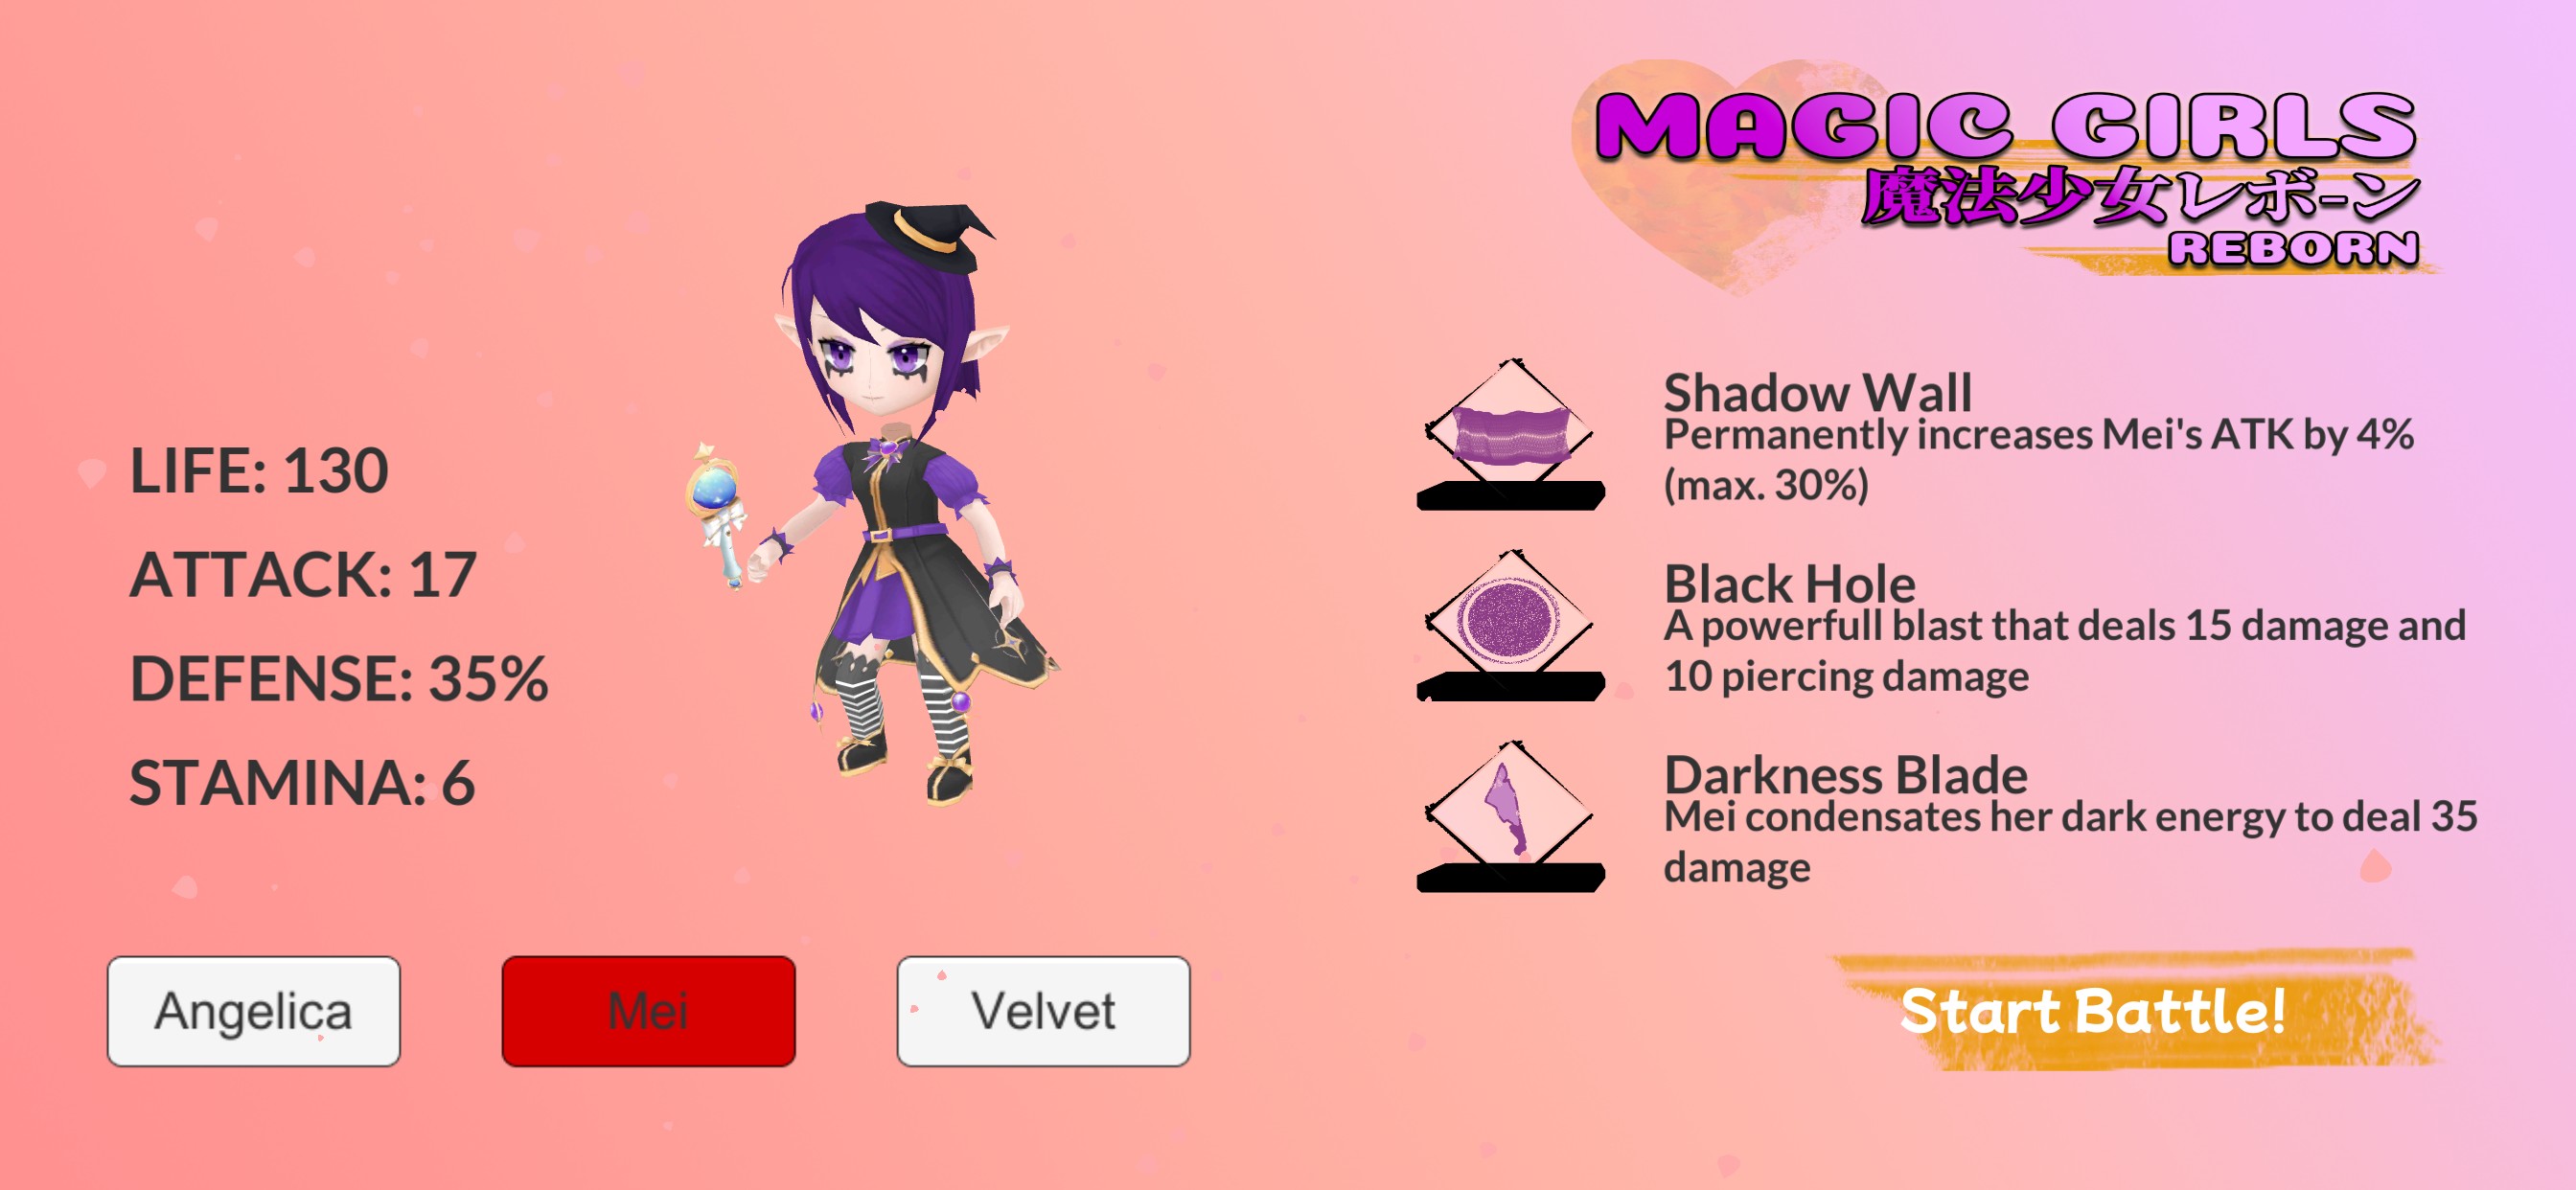 MAGIC GIRLS
魔法少女レボーン
REBORN
LIFE: 130
ATTACK: 17
DEFENSE: 35%
STAMINA: 6
Shadow Wall
Permanently increases Mei's ATK by 4%
(max. 30%)
Black Hole
A powerfull blast that deals 15 damage and
10 piercing damage
Darkness Blade
Mei condensates her dark energy to deal 35
damage
Angelica
Mei
Velvet
Start Battle!